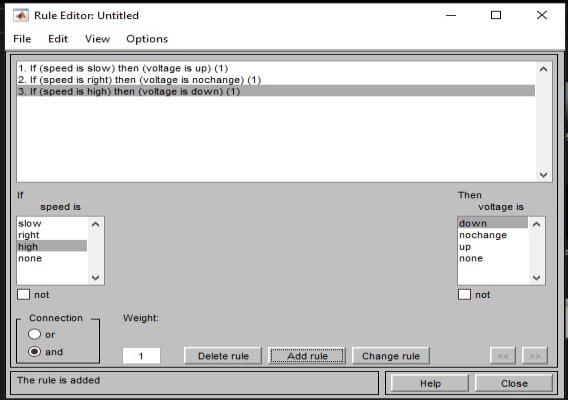 Rule Editor: Untitled
File Edit View Options
1. If (speed is slow) then (voltage is up) (1)
2. If (speed is right) then (voltage is nochange) (1)
3. If (speed is high) then (voltage is down) (1)
If
speed is
slow
right
high
none
not
Then
voltage is
down
nochange
up
none
not
Connection
or
and
Weight:
1
Delete rule Add rule Change rule << >>
The rule is added
Help Close